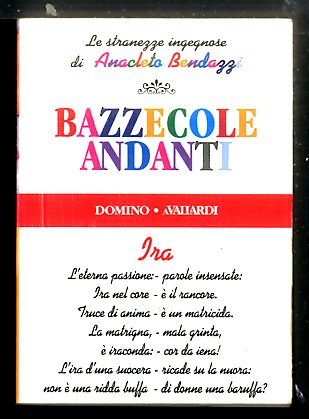 Le stranezze ingegnose
di Anacleto Bendazzi
BAZZECOLE
ANDANTI
DOMINO • A.VALLARDI
Ira
L'eterna passione: - parole insensate:
Ira nel core - è il rancore.
Truce di anima - è un matricida.
La matrigna, - mala grinta,
è iraconda: - cor da iena!
L'ira d'una suocera - ricade su la nuora:
non è una ridda buffa - di donne una baruffa?